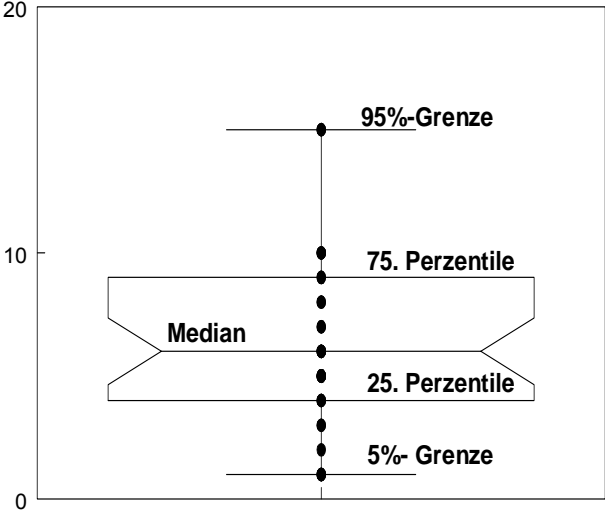 20
95%-Grenze
10
75. Perzentile
Median
25. Perzentile
5%- Grenze
0